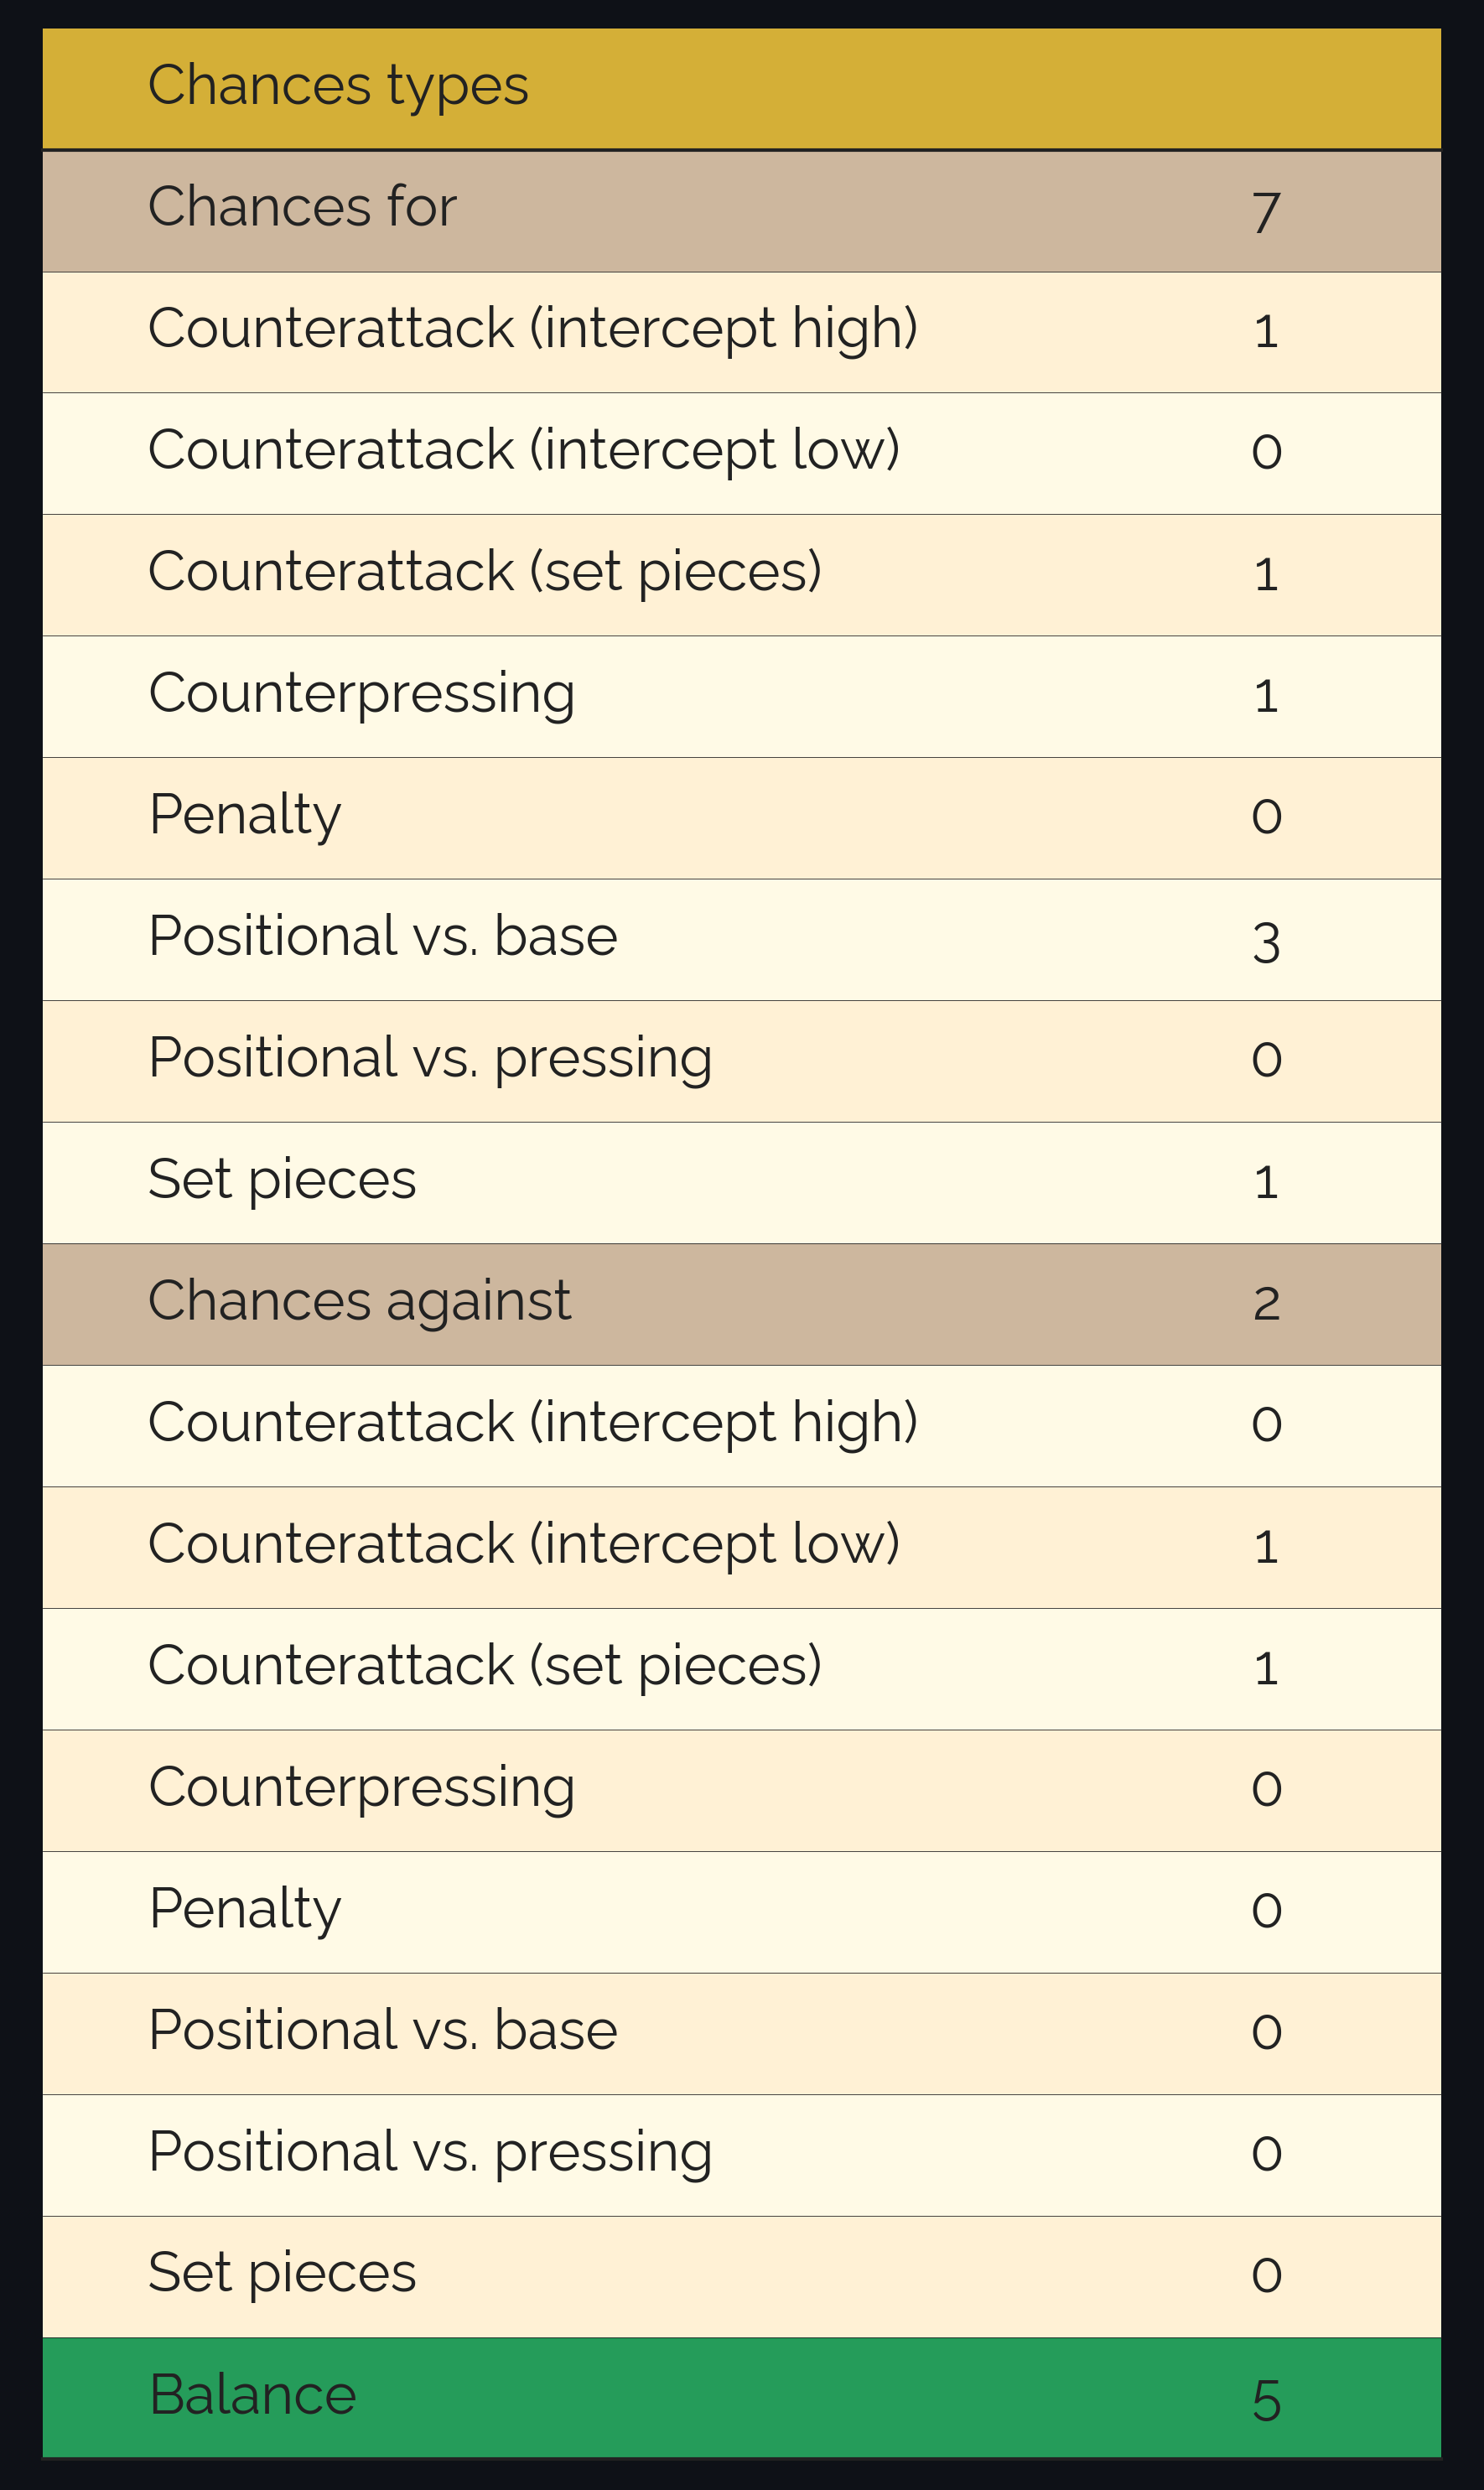 Chances types
Chances for 7
Counterattack (intercept high) 1
Counterattack (intercept low) 0
Counterattack (set pieces) 1
Counterpressing 1
Penalty 0
Positional vs. base 3
Positional vs. pressing 0
Set pieces 1
Chances against 2
Counterattack (intercept high) 0
Counterattack (intercept low) 1
Counterattack (set pieces) 1
Counterpressing 0
Penalty 0
Positional vs. base 0
Positional vs. pressing 0
Set pieces 0
Balance 5